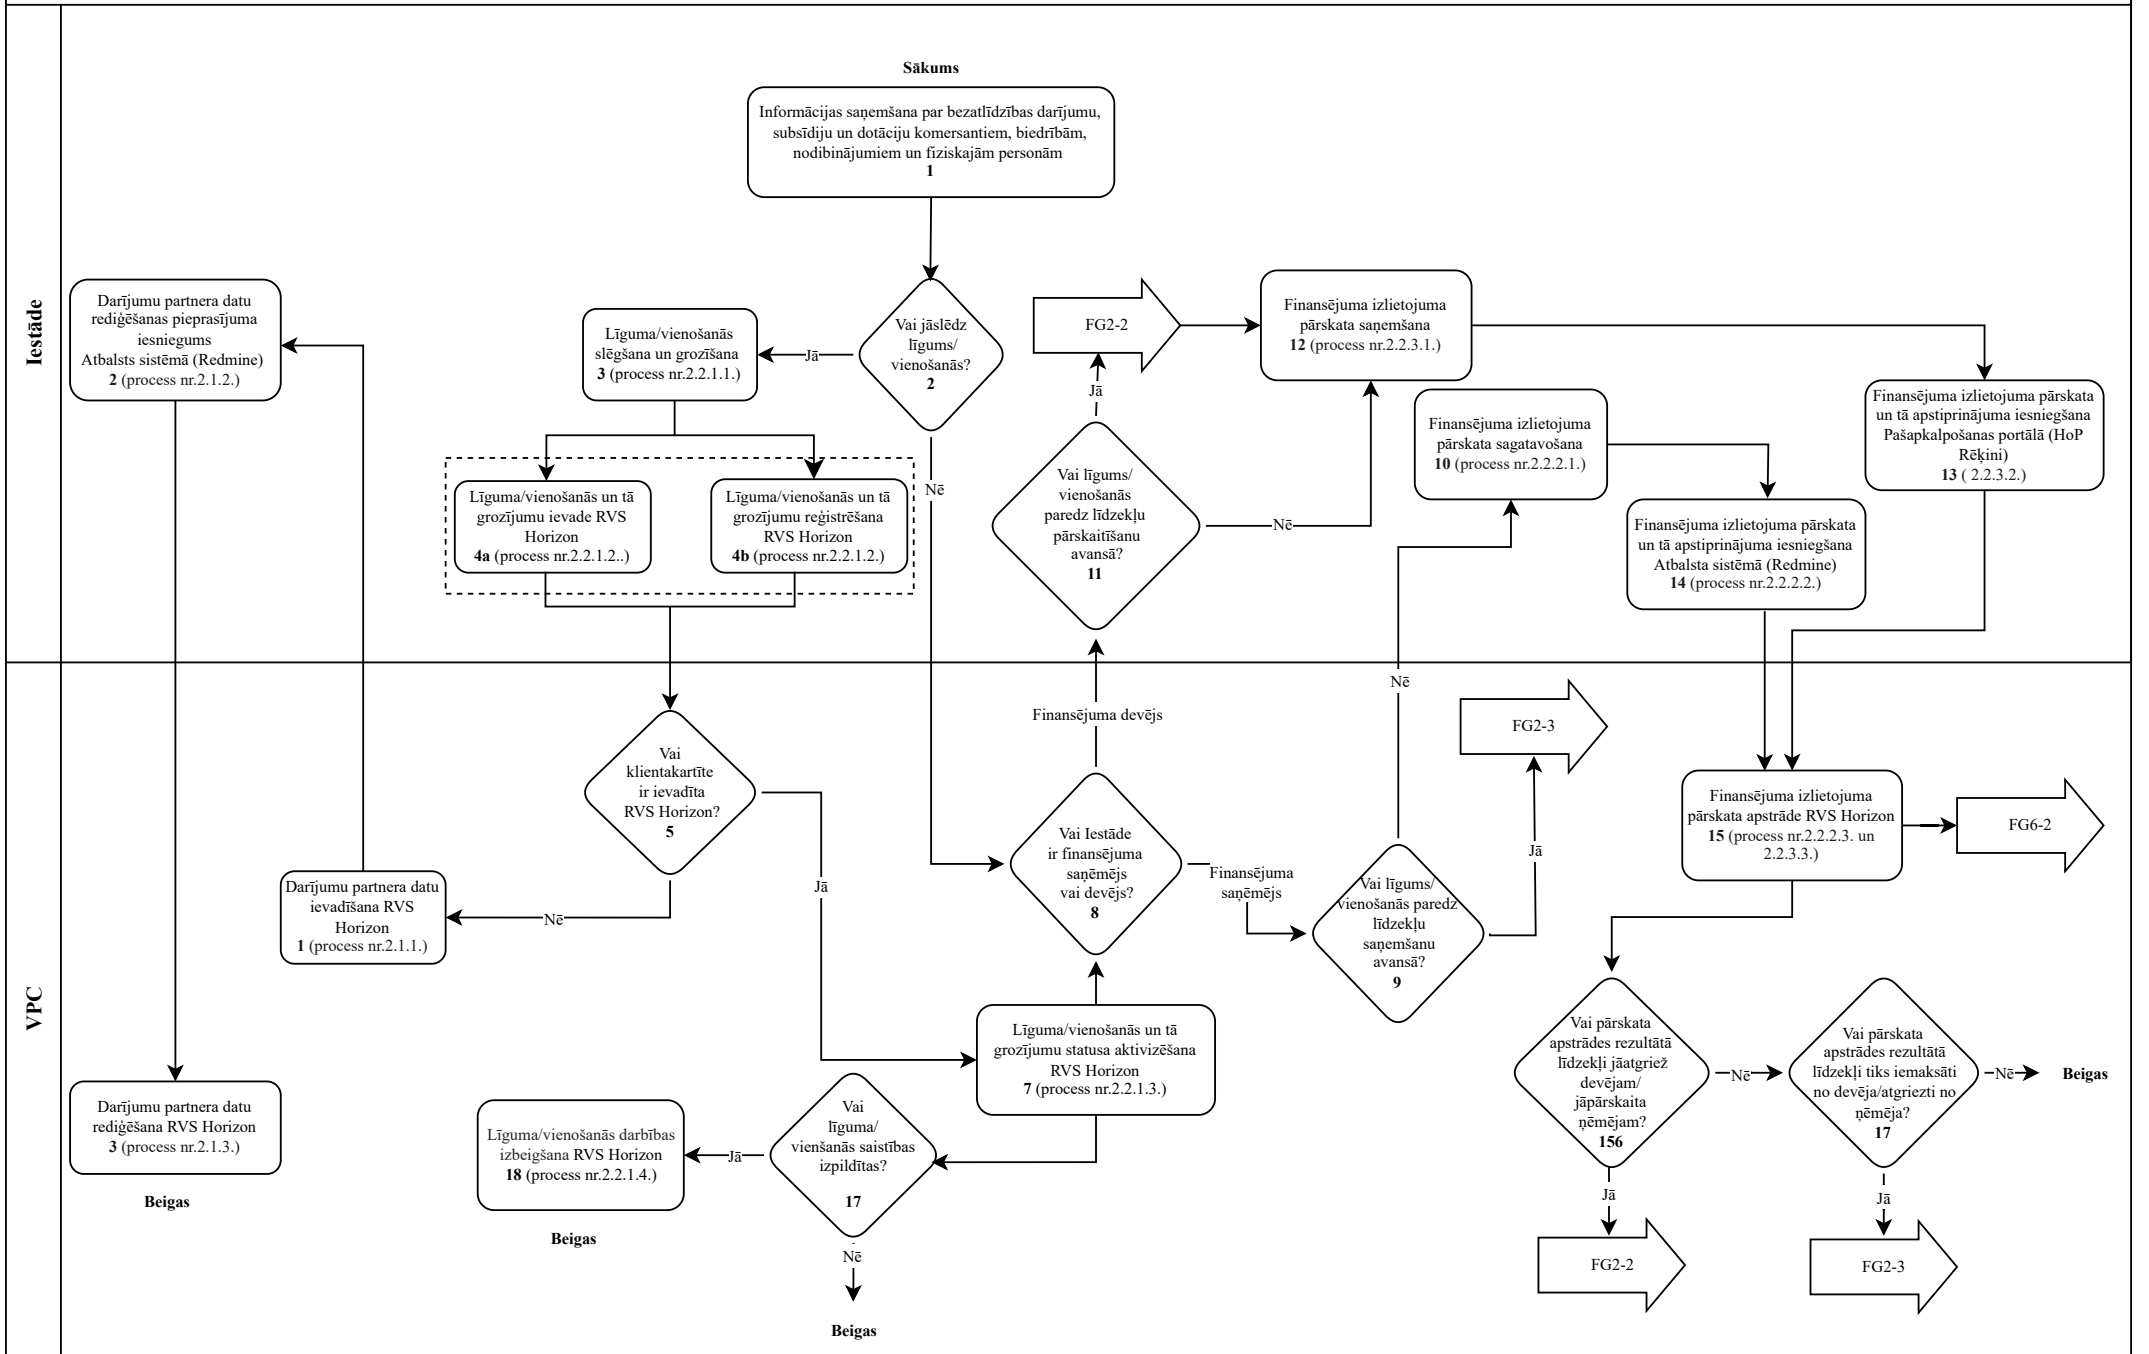 Iestāde
VPC
Sākums
Informācijas saņemšana par bezatlīdzības darījumu,
subsīdiju un dotāciju komersantiem, biedrībām,
nodibinājumiem un fiziskajām personām
1
Vai jāslēdz
līgums/
vienošanās?
2
Jā
Nē
Līguma/vienošanās
slēgšana un grozīšana
3 (process nr.2.2.1.1.)
Līguma/vienošanās un tā
grozījumu ievade RVS
Horizon
4a (process nr.2.2.1.2..)
Līguma/vienošanās un tā
grozījumu reģistrēšana
RVS Horizon
4b (process nr.2.2.1.2.)
Darījumu partnera datu
rediģēšanas pieprasījuma
iesniegums
Atbalsts sistēmā (Redmine)
2 (process nr.2.1.2.)
FG2-2
Jā
Vai līgums/
vienošanās
paredz līdzekļu
pārskaitīšanu
avansā?
11
Nē
Finansējuma izlietojuma
pārskata saņemšana
12 (process nr.2.2.3.1.)
Finansējuma izlietojuma
pārskata sagatavošana
10 (process nr.2.2.2.1.)
Finansējuma izlietojuma pārskata
un tā apstiprinājuma iesniegšana
Pašapkalpošanas portālā (HoP
Rēķini)
13 ( 2.2.3.2.)
Finansējuma izlietojuma pārskata
un tā apstiprinājuma iesniegšana
Atbalsta sistēmā (Redmine)
14 (process nr.2.2.2.2.)
Vai
klientakartīte
ir ievadīta
RVS Horizon?
5
Nē
Jā
Darījumu partnera datu
ievadīšana RVS
Horizon
1 (process nr.2.1.1.)
Darījumu partnera datu
rediģēšana RVS Horizon
3 (process nr.2.1.3.)
Beigas
Finansējuma devējs
Vai Iestāde
ir finansējuma
saņēmējs
vai devējs?
8
Finansējuma
saņēmējs
Nē
Vai līgums/
vienošanās paredz
līdzekļu
saņemšanu
avansā?
9
Jā
FG2-3
Līguma/vienošanās un tā
grozījumu statusa aktivizēšana
RVS Horizon
7 (process nr.2.2.1.3.)
Vai
līguma/
vienšanās saistības
izpildītas?
17
Jā
Līguma/vienošanās darbības
izbeigšana RVS Horizon
18 (process nr.2.2.1.4.)
Beigas
Nē
Beigas
Finansējuma izlietojuma
pārskata apstrāde RVS Horizon
15 (process nr.2.2.2.3. un
2.2.3.3.)
FG6-2
Vai pārskata
apstrādes rezultātā
līdzekļi jāatgriež
devējam/
jāpārskaita
ņēmējam?
156
Nē
Jā
FG2-2
Vai pārskata
apstrādes rezultātā
līdzekļi tiks iemaksāti
no devēja/atgriezti no
ņēmēja?
17
Nē
Beigas
Jā
FG2-3